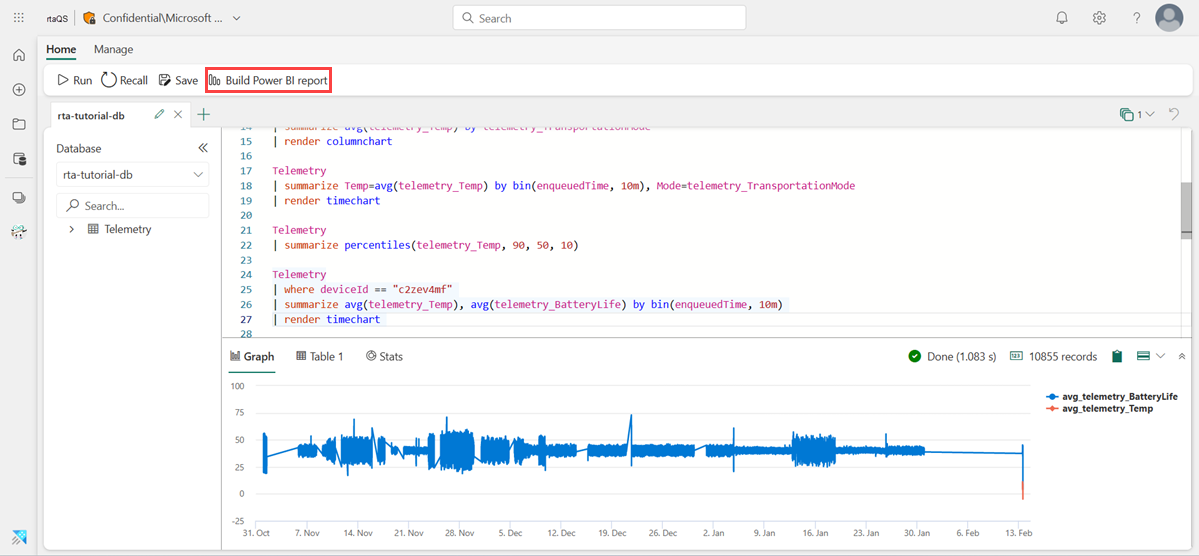 rtaQS Confidential\Microsoft ... Search
Home Manage
Run Recall Save Build Power BI report
rta-tutorial-db 1
Database
rta-tutorial-db
Search...
Telemetry
14 | summarize avg(telemetry_Temp) by telemetry_TransportationMode
15 | render columnchart
16
17 Telemetry
18 | summarize Temp=avg(telemetry_Temp) by bin(enqueuedTime, 10m), Mode=telemetry_TransportationMode
19 | render timechart
20
21 Telemetry
22 | summarize percentiles(telemetry_Temp, 90, 50, 10)
23
24 Telemetry
25 | where deviceId == "c2zev4mf"
26 | summarize avg(telemetry_Temp), avg(telemetry_BatteryLife) by bin(enqueuedTime, 10m)
27 | render timechart
28
Graph Table 1 Stats Done (1.083 s) 123 10855 records
100
75
50
25
0
-25
31. Oct 7. Nov 14. Nov 21. Nov 28. Nov 5. Dec 12. Dec 19. Dec 26. Dec 2. Jan 9. Jan 16. Jan 23. Jan 30. Jan 6. Feb 13. Feb
avg_telemetry_BatteryLife
avg_telemetry_Temp